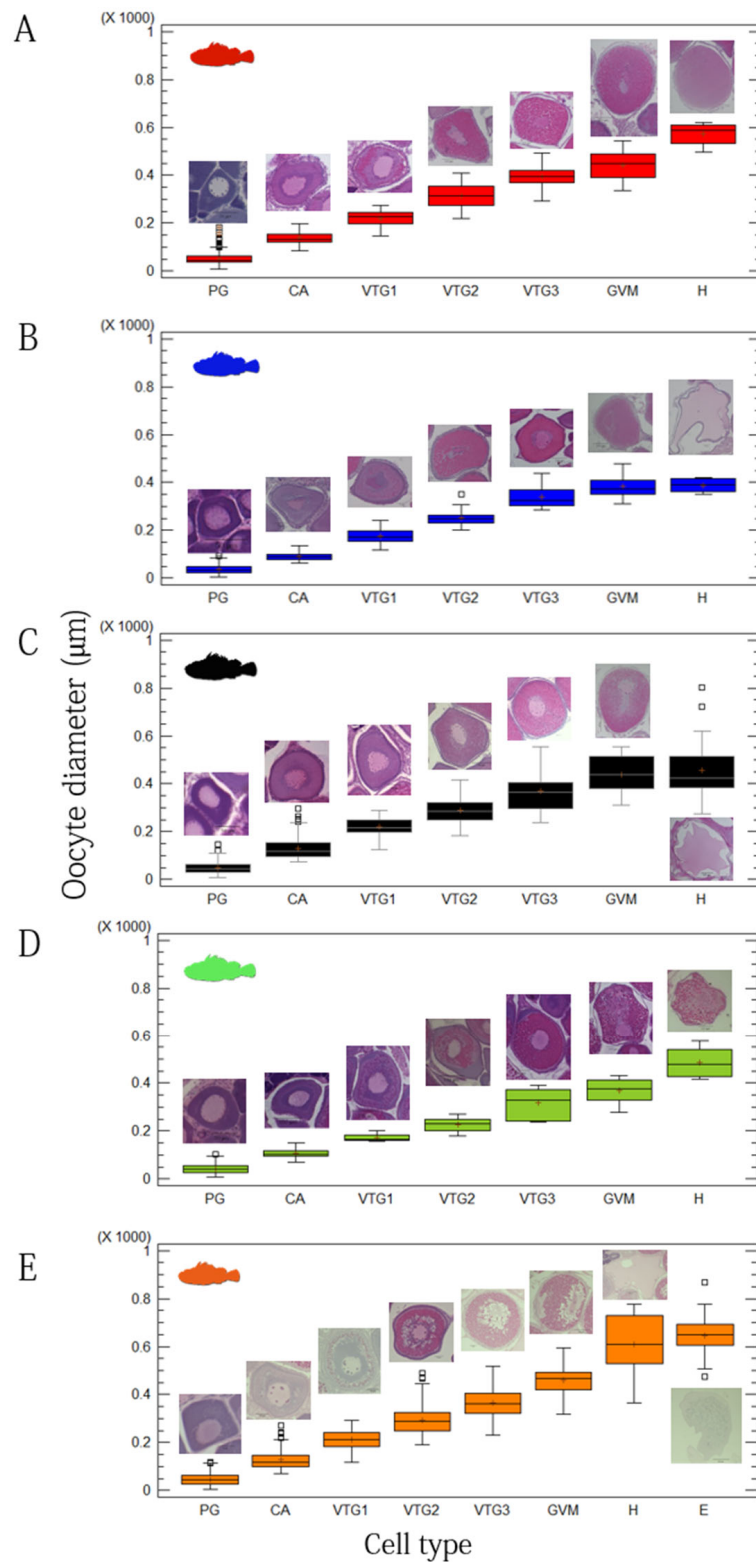 A
(X 1000)
1
0.8
0.6
0.4
0.2
0
PG CA VTG1 VTG2 VTG3 GVM H
B
(X 1000)
1
0.8
0.6
0.4
0.2
0
PG CA VTG1 VTG2 VTG3 GVM H
C
(X 1000)
1
0.8
0.6
0.4
0.2
0
PG CA VTG1 VTG2 VTG3 GVM H
Oocyte diameter (μm)
D
(X 1000)
1
0.8
0.6
0.4
0.2
0
PG CA VTG1 VTG2 VTG3 GVM H
E
(X 1000)
1
0.8
0.6
0.4
0.2
0
PG CA VTG1 VTG2 VTG3 GVM H E
Cell type